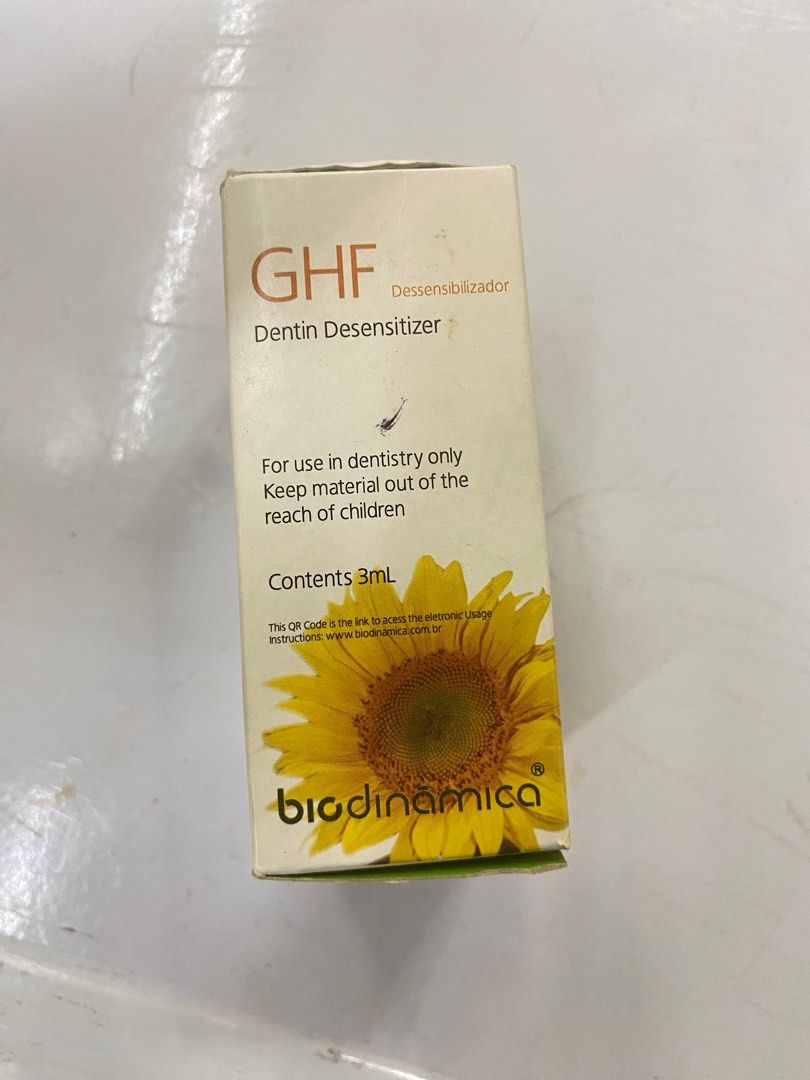 GHF Dessensibilizador
Dentin Desensitizer
For use in dentistry only
Keep material out of the
reach of children
Contents 3mL
This QR Code is the link to acess the eletronic Usage
Instructions: www.biodinamica.com.br
biodinâmica®